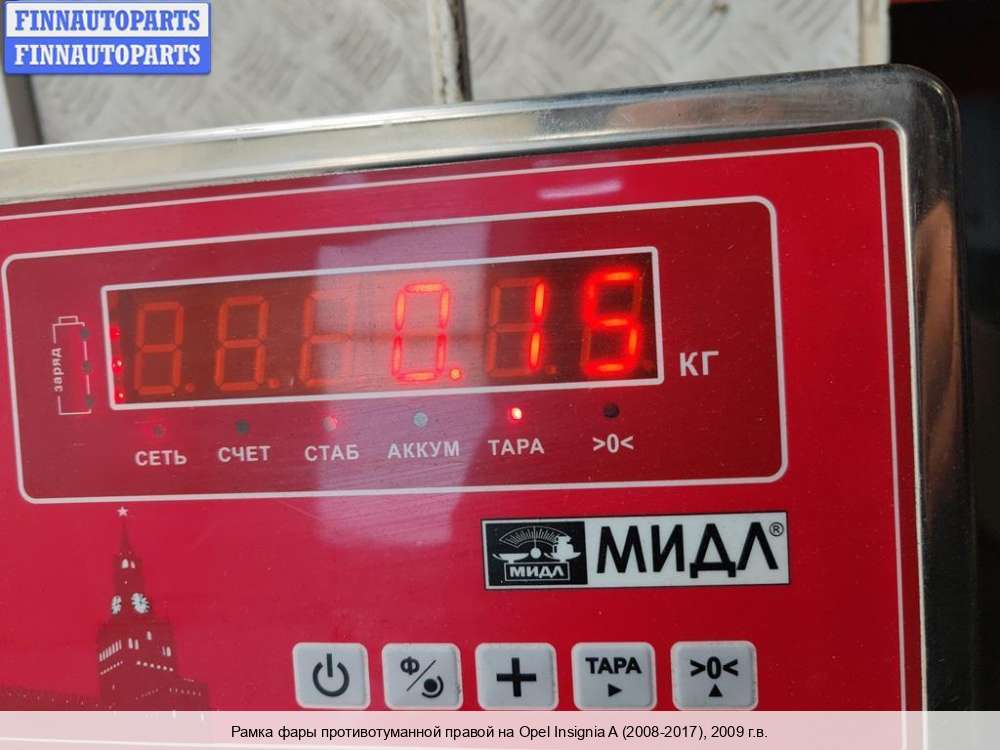 FINNAUTOPARTS
FINNAUTOPARTS
заряд
0.15
КГ
СЕТЬ СЧЕТ СТАБ АККУМ ТАРА >0<
МИДЛ МИДЛ®
Ф ТАРА >0<
Рамка фары противотуманной правой на Opel Insignia A (2008-2017), 2009 г.в.